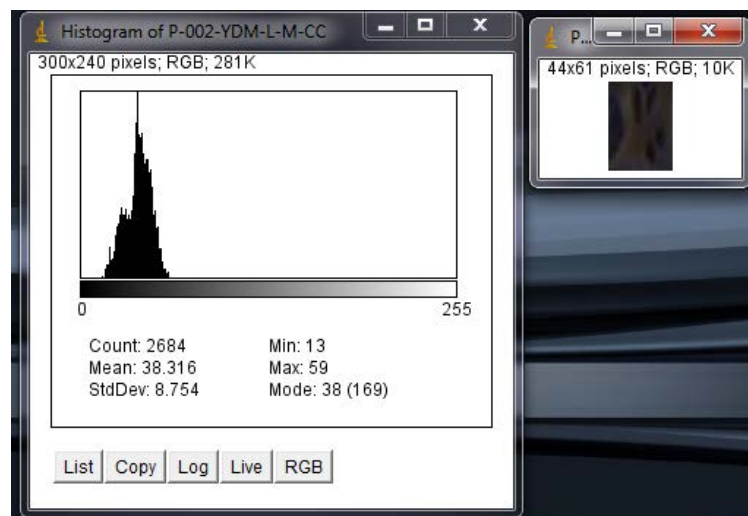 Histogram of P-002-YDM-L-M-CC
300x240 pixels; RGB; 281K
0
255
Count: 2684
Min: 13
Mean: 38.316
Max: 59
StdDev: 8.754
Mode: 38 (169)
List
Copy
Log
Live
RGB
P...
44x61 pixels; RGB; 10K